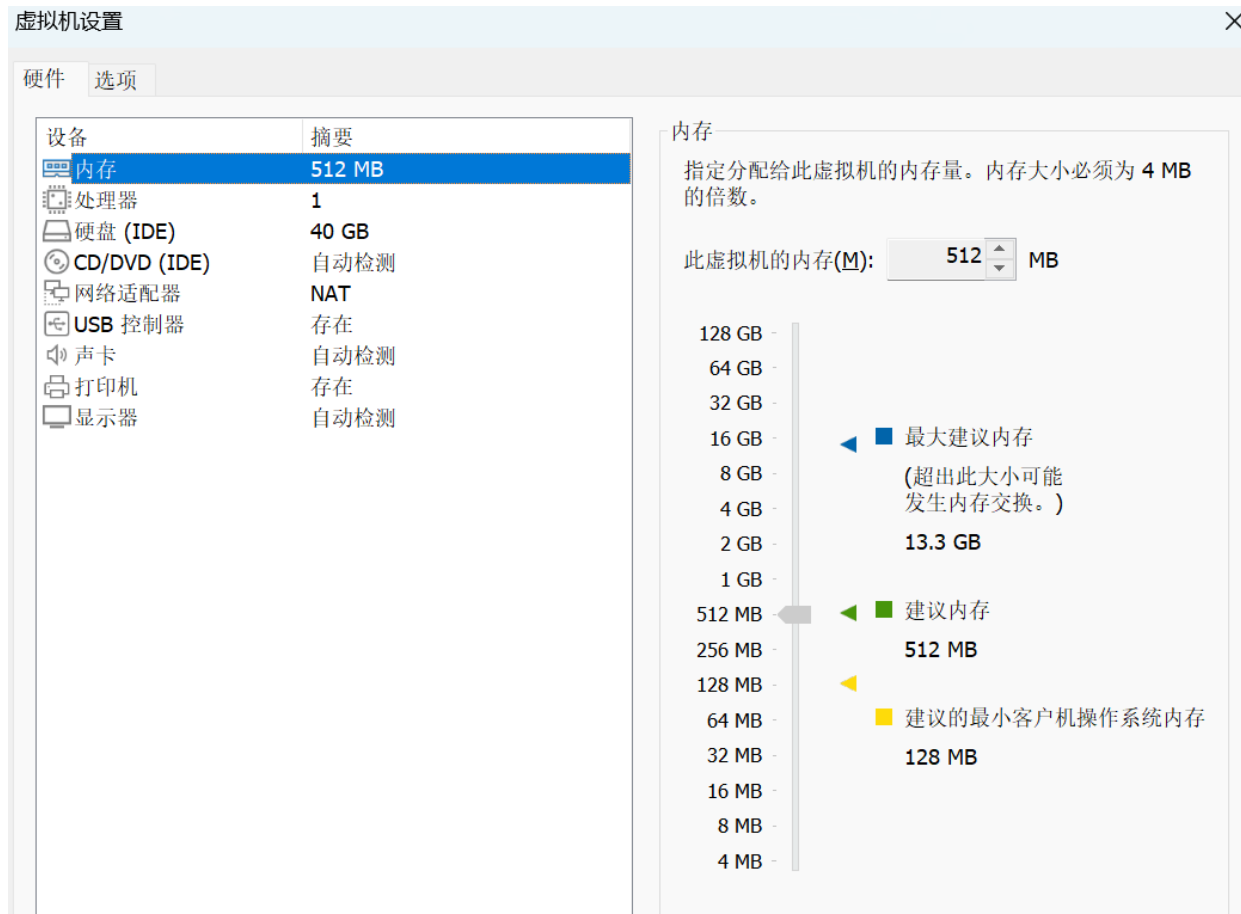 虚拟机设置
硬件 选项
设备 摘要
内存 512 MB
处理器 1
硬盘 (IDE) 40 GB
CD/DVD (IDE) 自动检测
网络适配器 NAT
USB 控制器 存在
声卡 自动检测
打印机 存在
显示器 自动检测
内存
指定分配给此虚拟机的内存量。内存大小必须为 4 MB
的倍数。
此虚拟机的内存(M): 512 MB
128 GB
64 GB
32 GB
16 GB
8 GB
4 GB
2 GB
1 GB
512 MB
256 MB
128 MB
64 MB
32 MB
16 MB
8 MB
4 MB
最大建议内存
(超出此大小可能
发生内存交换。)
13.3 GB
建议内存
512 MB
建议的最小客户机操作系统内存
128 MB